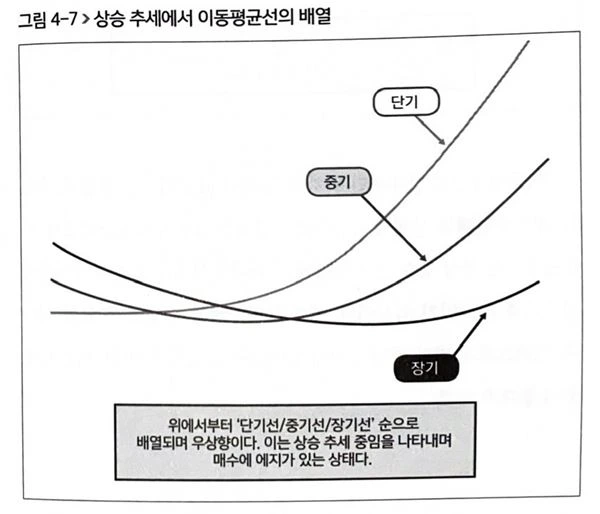 그림 4-7 > 상승 추세에서 이동평균선의 배열
단기
중기
장기
위에서부터 '단기선/중기선/장기선' 순으로
배열되며 우상향이다. 이는 상승 추세 중임을 나타내며
매수에 에지가 있는 상태다.